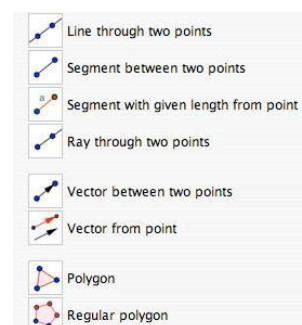 Line through two points
Segment between two points
a
Segment with given length from point
Ray through two points
Vector between two points
Vector from point
Polygon
Regular polygon